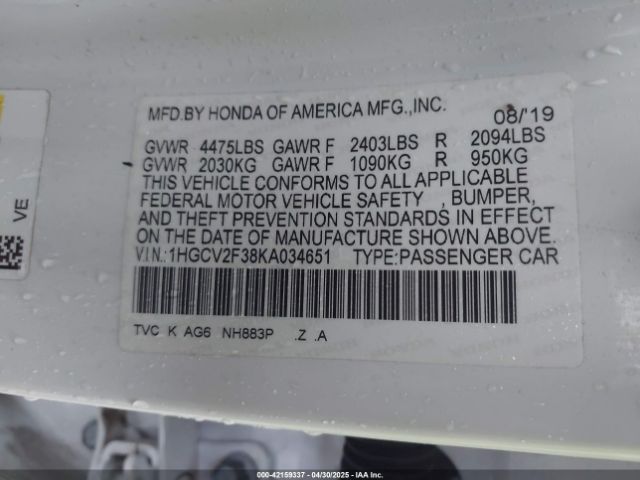 MFD.BY HONDA OF AMERICA MFG.,INC. 08/'19
GVWR 4475LBS GAWR F 2403LBS R 2094LBS
GVWR 2030KG GAWR F 1090KG R 950KG
THIS VEHICLE CONFORMS TO ALL APPLICABLE
FEDERAL MOTOR VEHICLE SAFETY , BUMPER,
AND THEFT PREVENTION STANDARDS IN EFFECT
ON THE DATE OF MANUFACTURE SHOWN ABOVE.
V I N.:1HGCV2F38KA034651 TYPE:PASSENGER CAR
TVC K AG6 NH883P .Z .A
VE
000-42159337 - 04/30/2025 - IAA Inc.